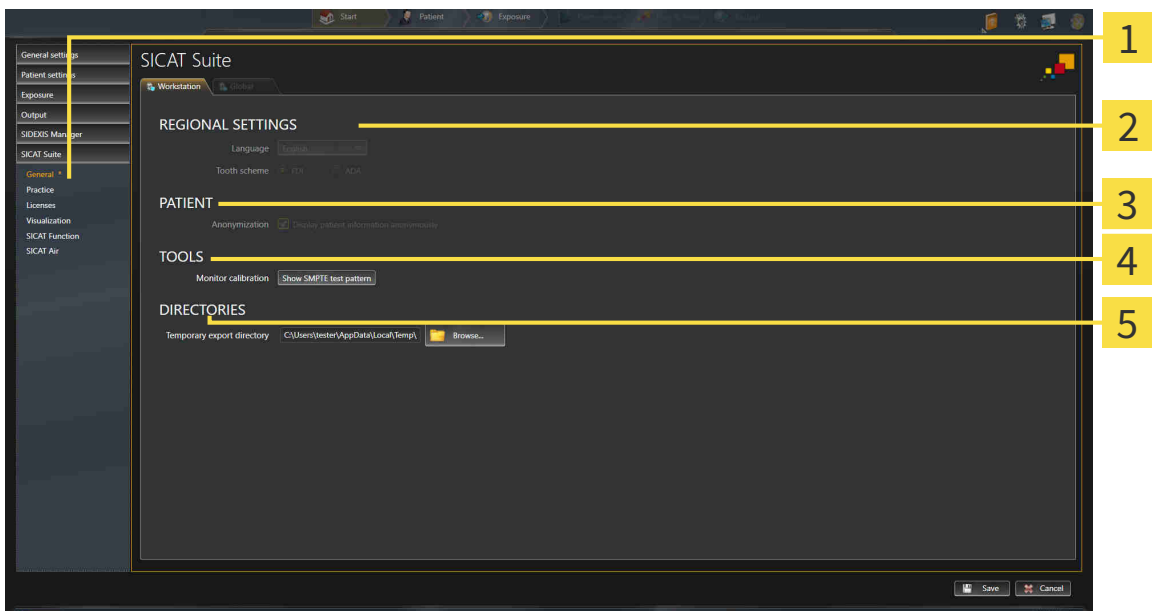 Start Patient Exposure
1
General settings
Patient settings
Exposure
Output
SIDEXIS Manager
SICAT Suite
General *
Practice
Licenses
Visualization
SICAT Function
SICAT Air
SICAT Suite
Workstation Global
REGIONAL SETTINGS
2
Language
Tooth scheme FDI ADA
PATIENT
3
Anonymization Display patient information anonymously
TOOLS
4
Monitor calibration Show SMPTE test pattern
DIRECTORIES
5
Temporary export directory C:\Users\tester\AppData\Local\Temp\ Browse...
Save Cancel